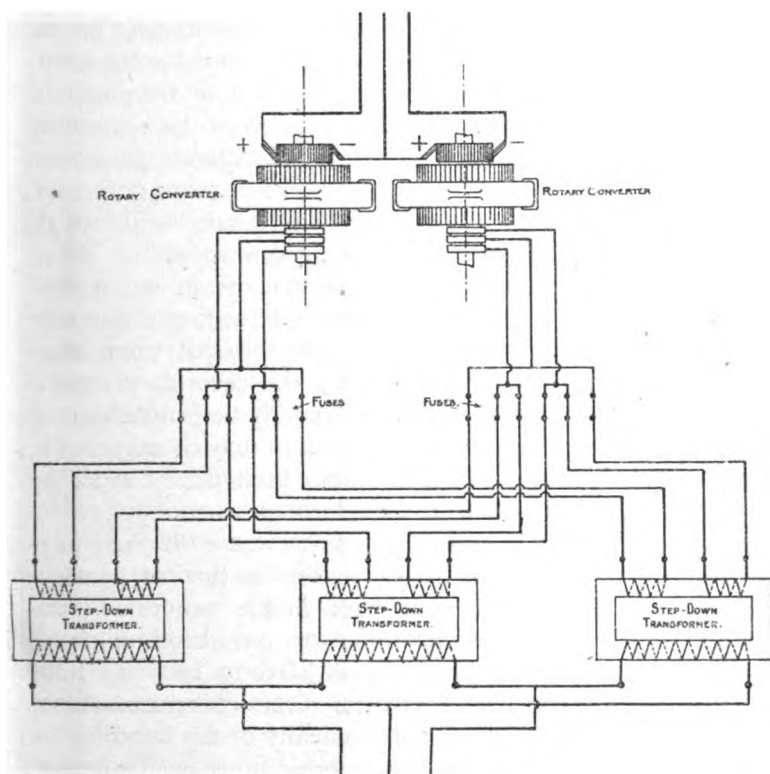 + − + −
ROTARY CONVERTER.
ROTARY CONVERTER
FUSES
FUSES.
STEP-DOWN
TRANSFORMER.
STEP-DOWN
TRANSFORMER.
STEP-DOWN
TRANSFORMER.